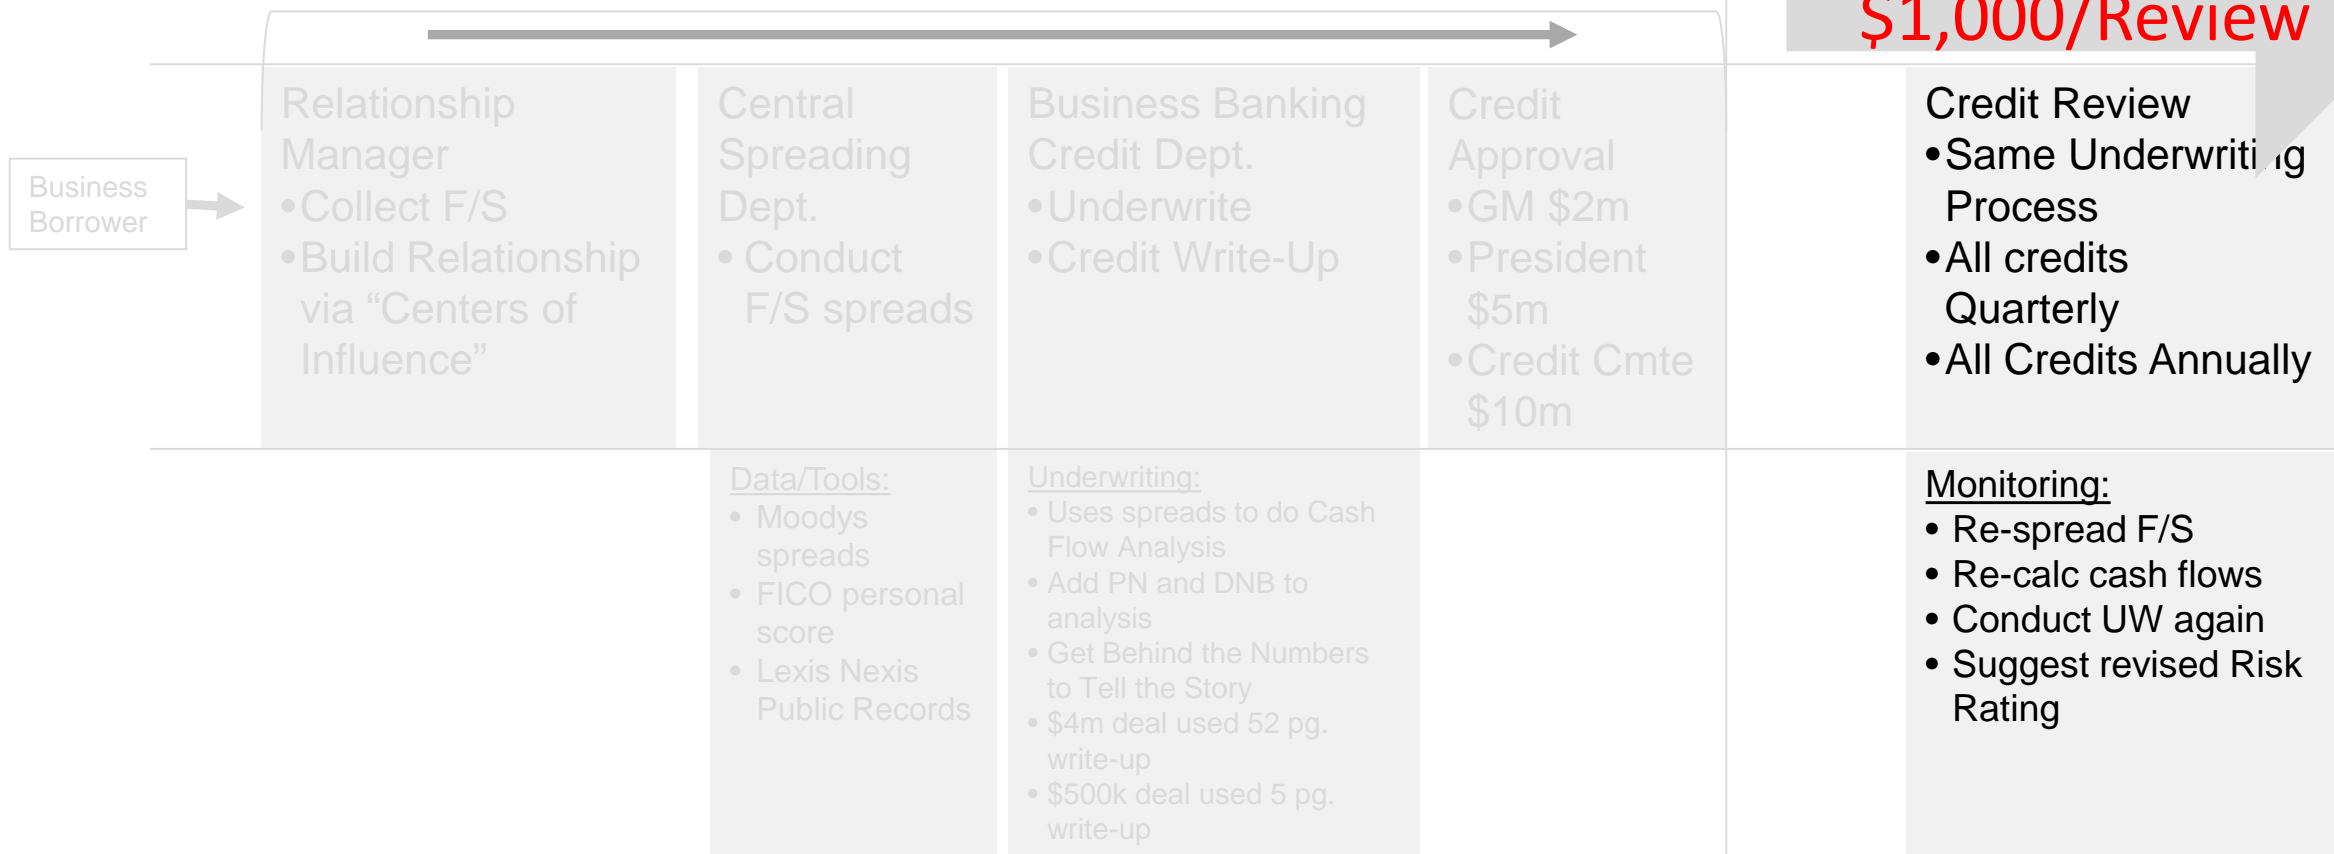 $1,000/Review
Business
Borrower
Relationship
Manager
•Collect F/S
•Build Relationship
via “Centers of
Influence”
Central
Spreading
Dept.
• Conduct
F/S spreads
Business Banking
Credit Dept.
•Underwrite
•Credit Write-Up
Credit
Approval
•GM $2m
•President
$5m
•Credit Cmte
$10m
Credit Review
•Same Underwriting
Process
•All credits
Quarterly
•All Credits Annually
Data/Tools:
• Moodys
spreads
• FICO personal
score
• Lexis Nexis
Public Records
Underwriting:
• Uses spreads to do Cash
Flow Analysis
• Add PN and DNB to
analysis
• Get Behind the Numbers
to Tell the Story
• $4m deal used 52 pg.
write-up
• $500k deal used 5 pg.
write-up
Monitoring:
• Re-spread F/S
• Re-calc cash flows
• Conduct UW again
• Suggest revised Risk
Rating